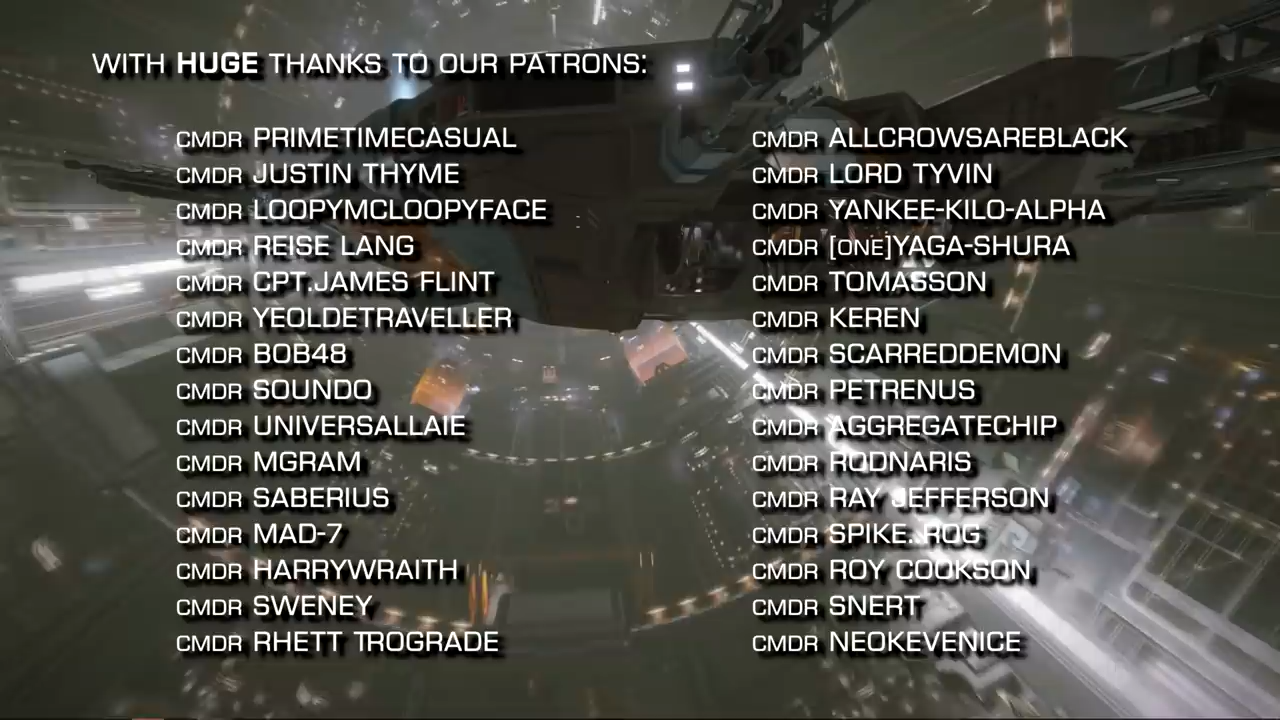 WITH HUGE THANKS TO OUR PATRONS:
CMDR PRIMETIMECASUAL
CMDR JUSTIN THYME
CMDR LOOPYMCLOOPYFACE
CMDR REISE LANG
CMDR CPT.JAMES FLINT
CMDR YEOLDETRAVELLER
CMDR BOB48
CMDR SOUNDO
CMDR UNIVERSALLAIE
CMDR MGRAM
CMDR SABERIUS
CMDR MAD-7
CMDR HARRYWRAITH
CMDR SWENEY
CMDR RHETT TROGRADE
CMDR ALLCROWSAREBLACK
CMDR LORD TYVIN
CMDR YANKEE-KILO-ALPHA
CMDR [ONE]YAGA-SHURA
CMDR TOMASSON
CMDR KEREN
CMDR SCARREDDEMON
CMDR PETRENUS
CMDR AGGREGATECHIP
CMDR RODNARIS
CMDR RAY JEFFERSON
CMDR SPIKE. ROG
CMDR ROY COOKSON
CMDR SNERT
CMDR NEOKEVENICE